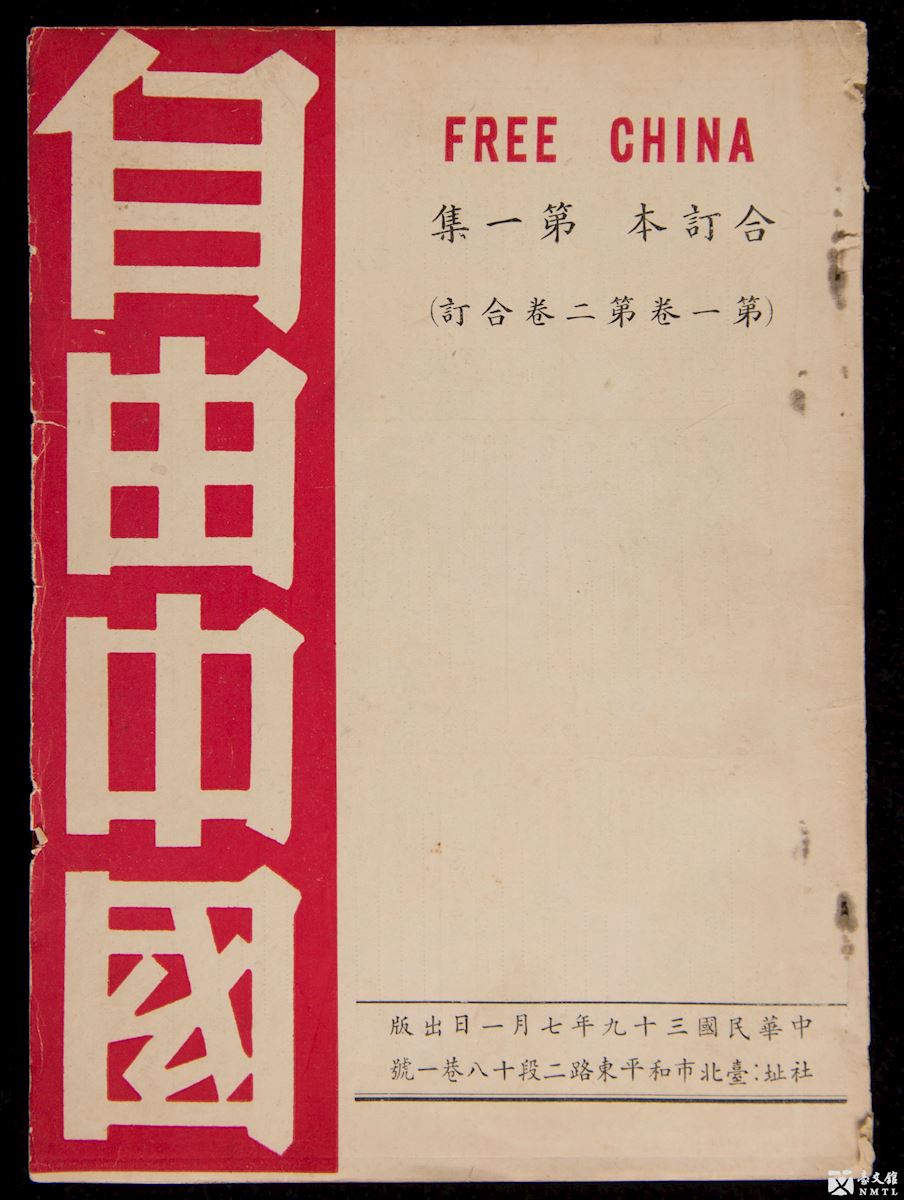 自由中國
FREE CHINA
合訂本 第一集
(第一卷第二卷合訂)
中華民國三十九年七月一日出版
社址：臺北市和平東路二段十八巷一號
台文館
NMTL